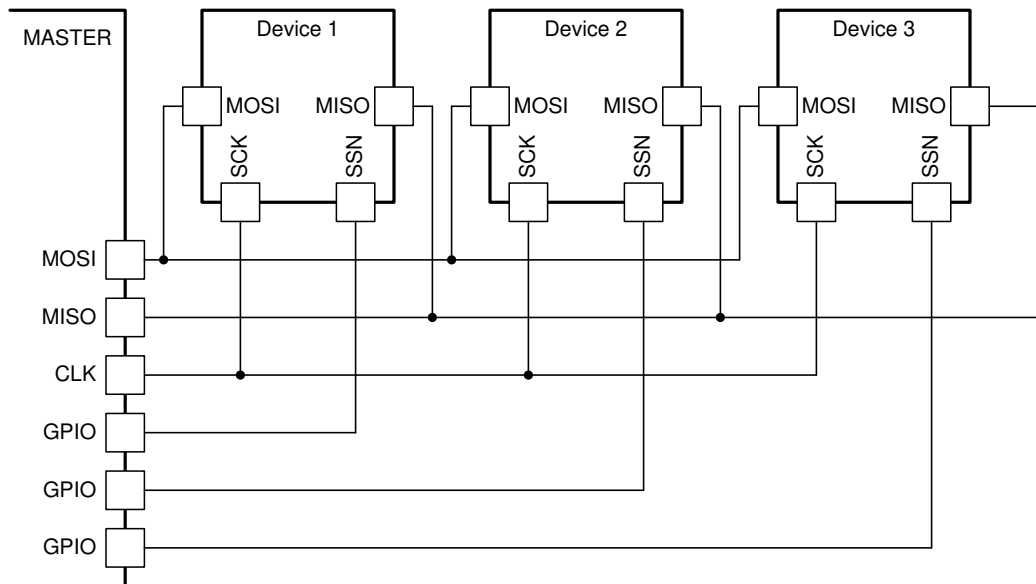 MASTER
Device 1
Device 2
Device 3
MOSI
MISO
MOSI
MISO
MOSI
MISO
SCK
SSN
SCK
SSN
SCK
SSN
MOSI
MISO
CLK
GPIO
GPIO
GPIO